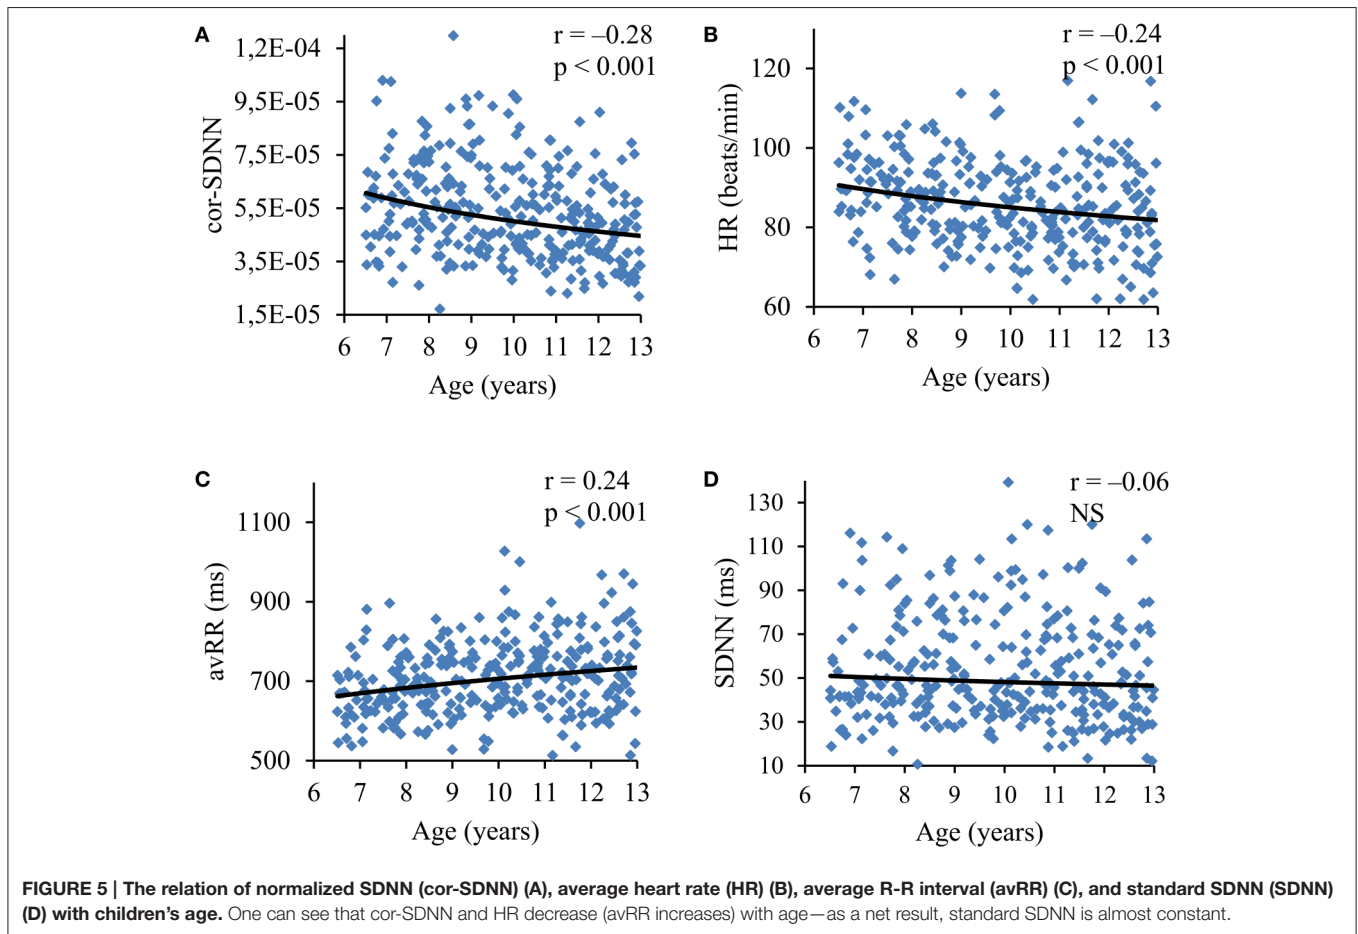 A
r = –0.28
p < 0.001
1,2E-04
9,5E-05
7,5E-05
5,5E-05
3,5E-05
1,5E-05
cor-SDNN
6 7 8 9 10 11 12 13
Age (years)
B
r = –0.24
p < 0.001
120
100
80
60
HR (beats/min)
6 7 8 9 10 11 12 13
Age (years)
C
r = 0.24
p < 0.001
1100
900
700
500
avRR (ms)
6 7 8 9 10 11 12 13
Age (years)
D
r = –0.06
NS
130
110
90
70
50
30
10
SDNN (ms)
6 7 8 9 10 11 12 13
Age (years)
FIGURE 5 | The relation of normalized SDNN (cor-SDNN) (A), average heart rate (HR) (B), average R-R interval (avRR) (C), and standard SDNN (SDNN)
(D) with children's age. One can see that cor-SDNN and HR decrease (avRR increases) with age—as a net result, standard SDNN is almost constant.